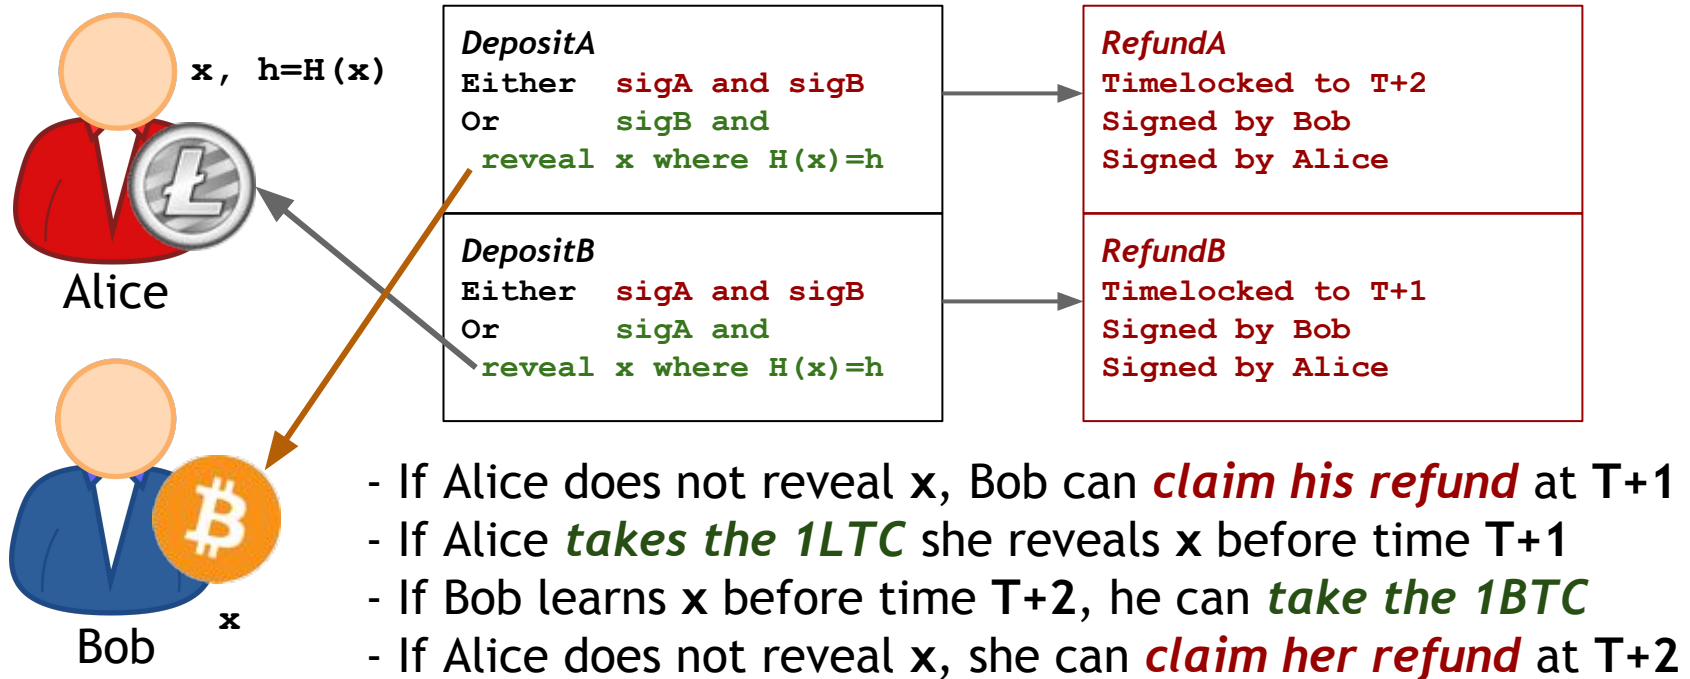 x, h=H(x)
Alice
DepositA
Either sigA and sigB
Or sigB and
reveal x where H(x)=h
RefundA
Timelocked to T+2
Signed by Bob
Signed by Alice
DepositB
Either sigA and sigB
Or sigA and
reveal x where H(x)=h
RefundB
Timelocked to T+1
Signed by Bob
Signed by Alice
x
Bob
- If Alice does not reveal x, Bob can claim his refund at T+1
- If Alice takes the 1LTC she reveals x before time T+1
- If Bob learns x before time T+2, he can take the 1BTC
- If Alice does not reveal x, she can claim her refund at T+2